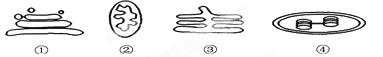 ① ② ③ ④